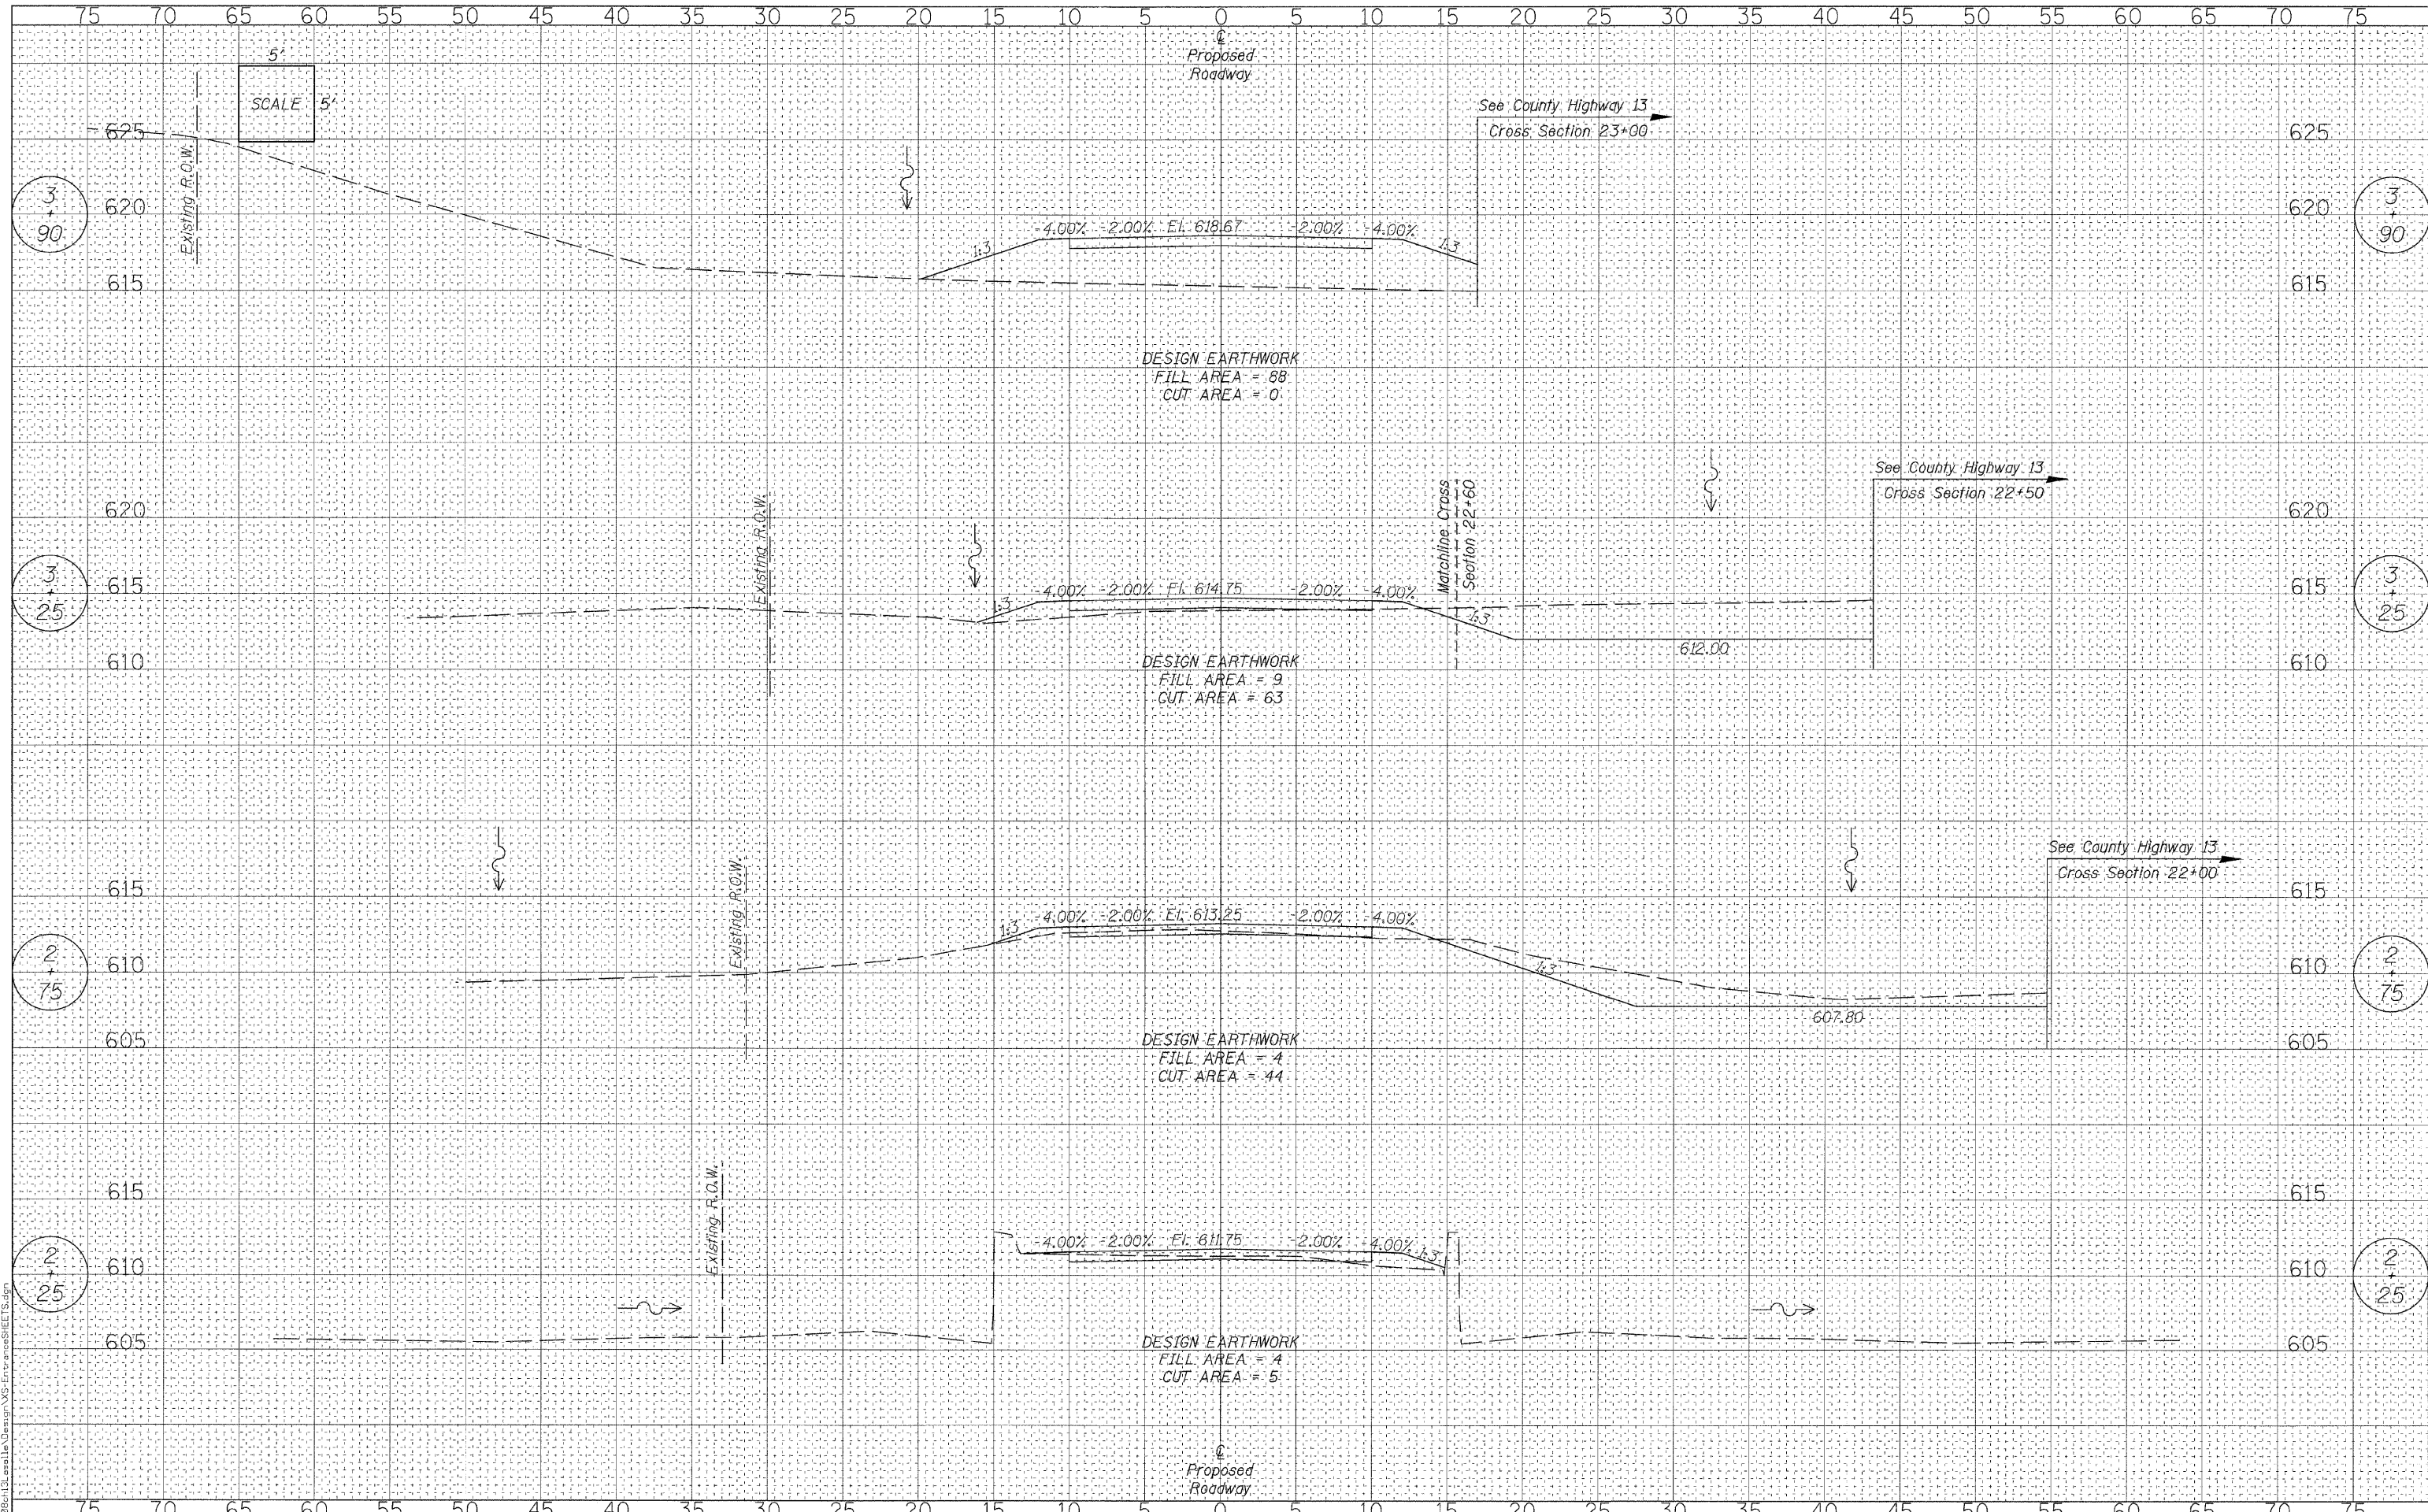 75 70 65 60 55 50 45 40 35 30 25 20 15 10 5 0 5 10 15 20 25 30 35 40 45 50 55 60 65 70 75
℄
Proposed
Roadway
5'
SCALE 5'
See County Highway 13
Cross Section 23+00
625 625
Existing R.O.W.
3
+
90
620 620
3
+
90
-4.00% -2.00% El. 618.67 -2.00% -4.00%
1:3 1:3
615 615
DESIGN EARTHWORK
FILL AREA = 88
CUT AREA = 0
See County Highway 13
Cross Section 22+50
Matchline Cross
Section 22+60
620 620
Existing R.O.W.
3
+
25
615 615
3
+
25
-4.00% -2.00% El. 614.75 -2.00% -4.00%
1:3 1:3
612.00
610 610
DESIGN EARTHWORK
FILL AREA = 9
CUT AREA = 63
See County Highway 13
Cross Section 22+00
615 615
Existing R.O.W.
-4.00% -2.00% El. 613.25 -2.00% -4.00%
1:3 1:3
2
+
75
610 610
2
+
75
607.80
605 605
DESIGN EARTHWORK
FILL AREA = 4
CUT AREA = 44
615 615
Existing R.O.W.
-4.00% -2.00% El. 611.75 -2.00% -4.00%
1:3
2
+
25
610 610
2
+
25
605 605
DESIGN EARTHWORK
FILL AREA = 4
CUT AREA = 5
℄
Proposed
Roadway
75 70 65 60 55 50 45 40 35 30 25 20 15 10 5 0 5 10 15 20 25 30 35 40 45 50 55 60 65 70 75